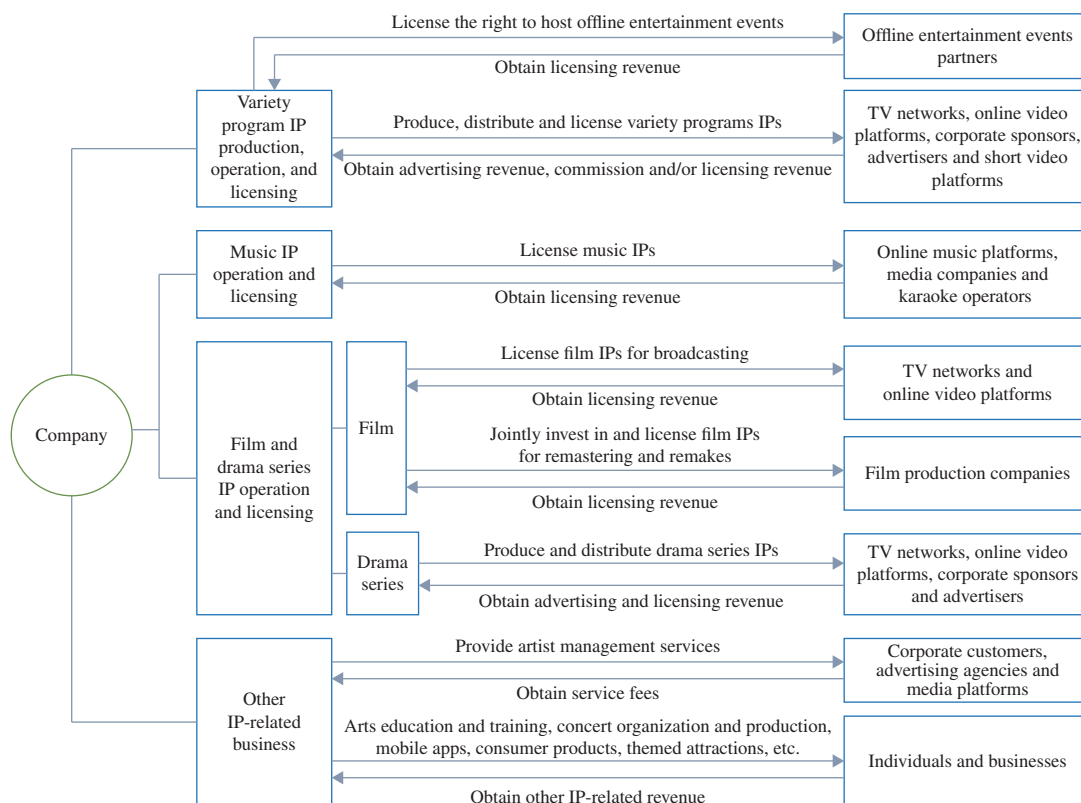 License the right to host offline entertainment events
Obtain licensing revenue
Offline entertainment events
partners
Variety
program IP
production,
operation, and
licensing
Produce, distribute and license variety programs IPs
Obtain advertising revenue, commission and/or licensing revenue
TV networks, online video
platforms, corporate sponsors,
advertisers and short video
platforms
Music IP
operation and
licensing
License music IPs
Obtain licensing revenue
Online music platforms,
media companies and
karaoke operators
Company
Film and
drama series
IP operation
and licensing
Film
License film IPs for broadcasting
Obtain licensing revenue
TV networks and
online video platforms
Jointly invest in and license film IPs
for remastering and remakes
Obtain licensing revenue
Film production companies
Drama
series
Produce and distribute drama series IPs
Obtain advertising and licensing revenue
TV networks, online video
platforms, corporate sponsors
and advertisers
Other
IP-related
business
Provide artist management services
Obtain service fees
Corporate customers,
advertising agencies and
media platforms
Arts education and training, concert organization and production,
mobile apps, consumer products, themed attractions, etc.
Obtain other IP-related revenue
Individuals and businesses